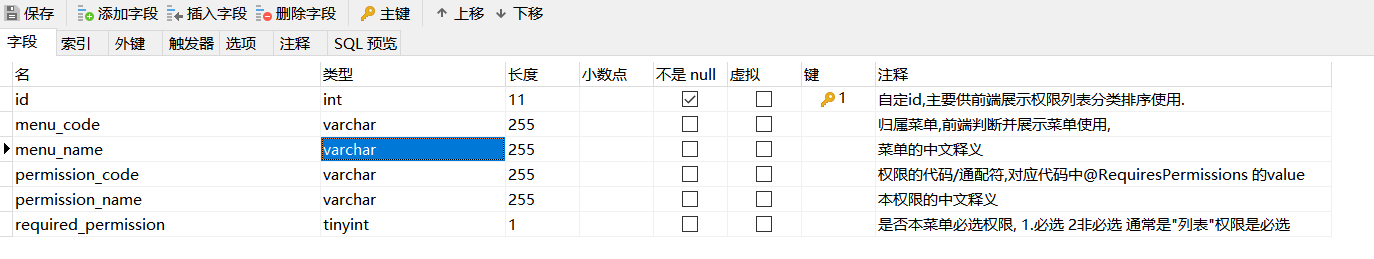 保存 添加字段 插入字段 删除字段 主键 上移 下移
字段 索引 外键 触发器 选项 注释 SQL 预览
名 类型 长度 小数点 不是 null 虚拟 键 注释
id int 11 1 自定id,主要供前端展示权限列表分类排序使用.
menu_code varchar 255 归属菜单,前端判断并展示菜单使用,
menu_name varchar 255 菜单的中文释义
permission_code varchar 255 权限的代码/通配符,对应代码中@RequiresPermissions 的value
permission_name varchar 255 本权限的中文释义
required_permission tinyint 1 是否本菜单必选权限, 1.必选 2非必选 通常是"列表"权限是必选